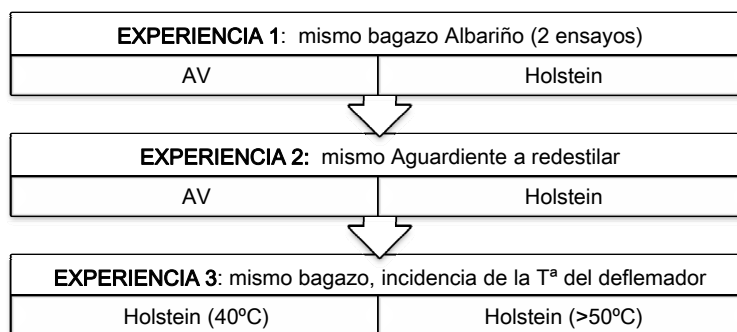 EXPERIENCIA 1: mismo bagazo Albariño (2 ensayos)
AV Holstein
EXPERIENCIA 2: mismo Aguardiente a redestilar
AV Holstein
EXPERIENCIA 3: mismo bagazo, incidencia de la Tª del deflemador
Holstein (40ºC) Holstein (>50ºC)